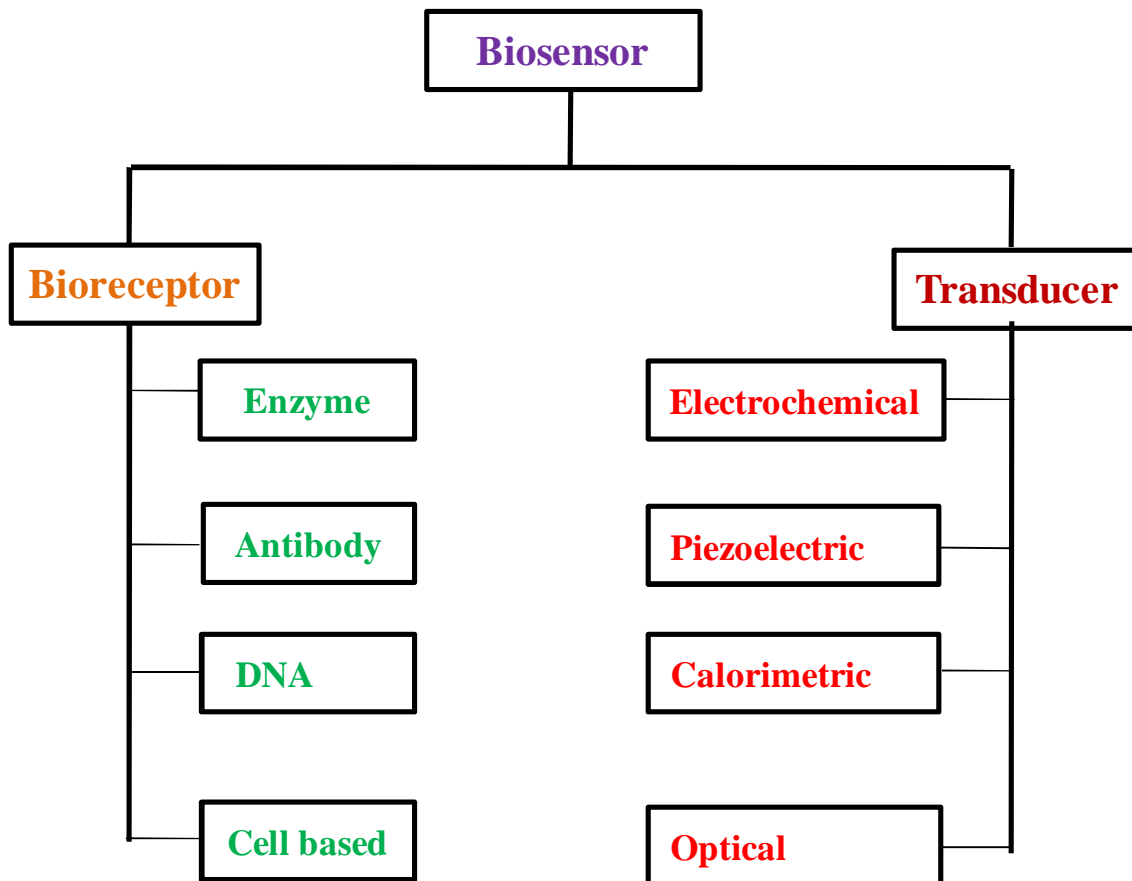 Biosensor
Bioreceptor
Transducer
Enzyme
Electrochemical
Antibody
Piezoelectric
DNA
Calorimetric
Cell based
Optical